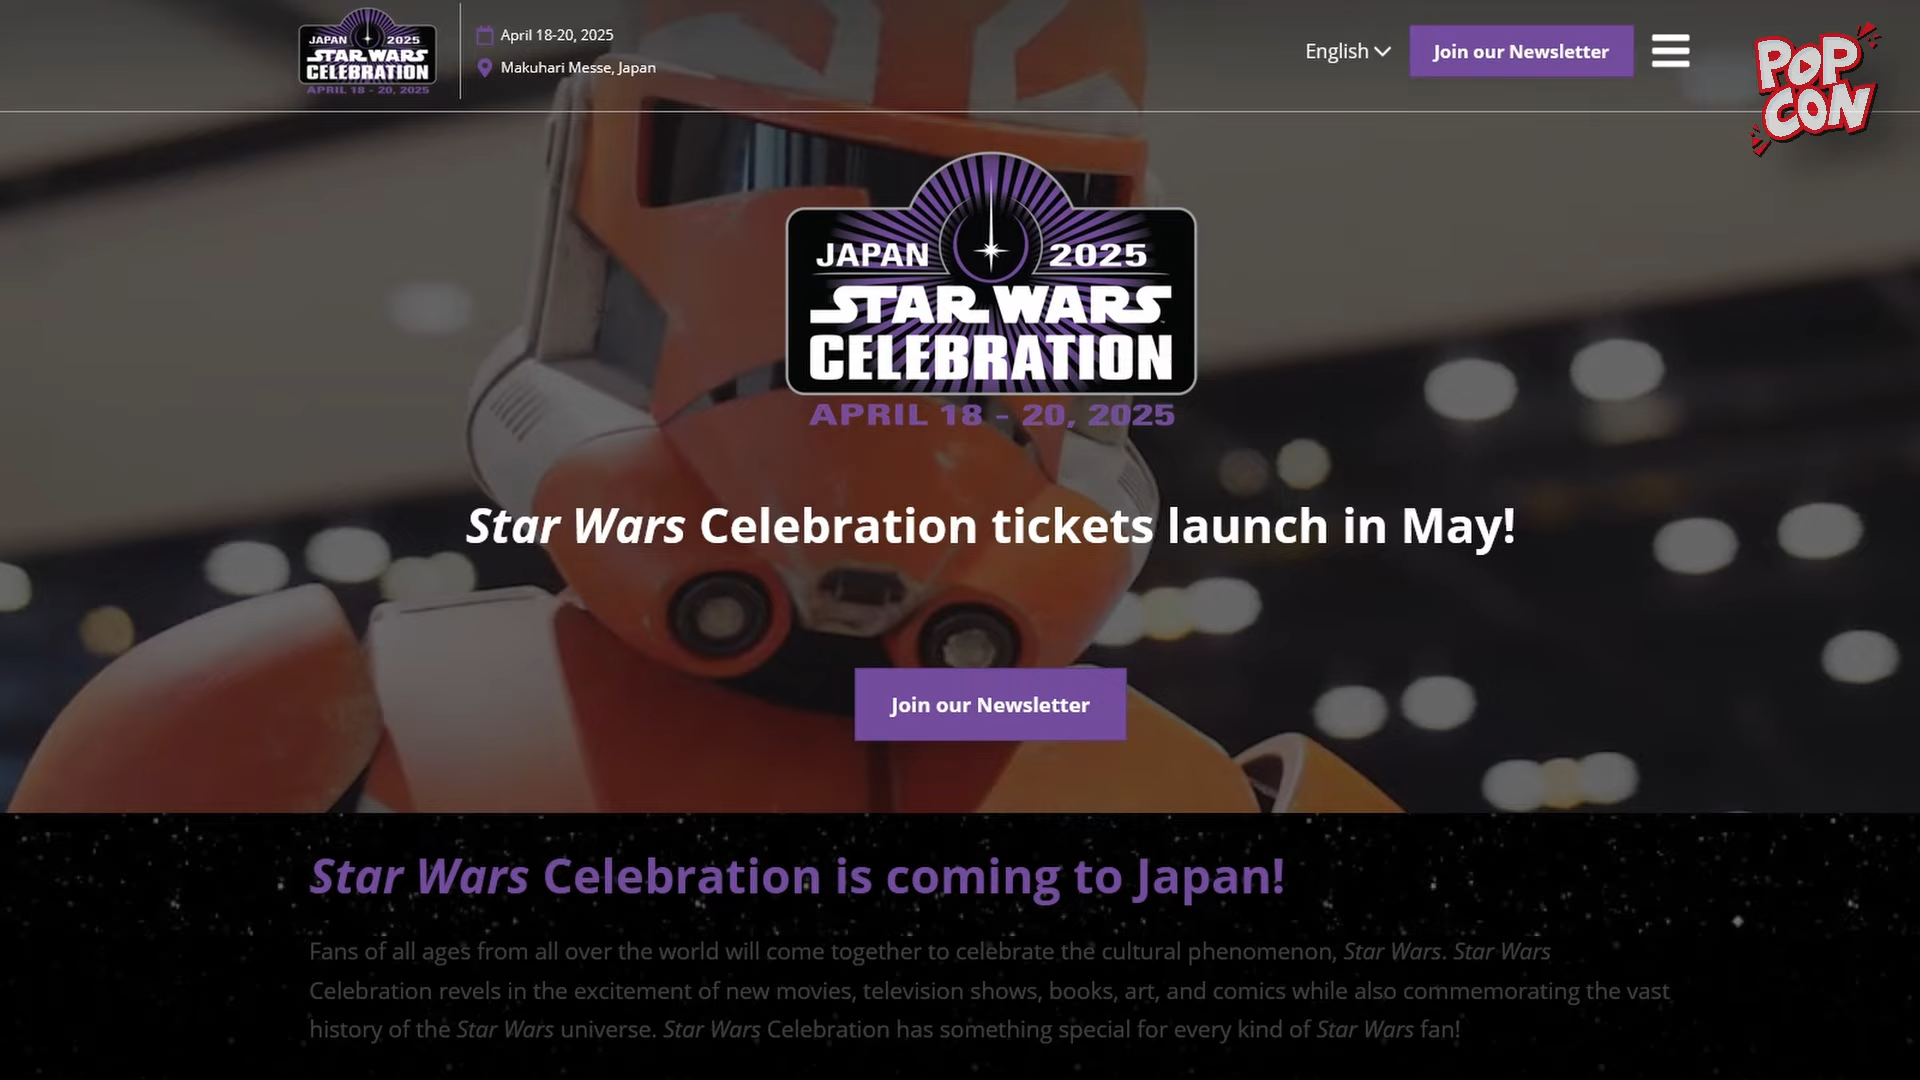 JAPAN 2025
STAR WARS
CELEBRATION
APRIL 18 - 20, 2025
April 18-20, 2025
Makuhari Messe, Japan
English
Join our Newsletter
POP
CON
JAPAN 2025
STAR WARS
CELEBRATION
APRIL 18 - 20, 2025
Star Wars Celebration tickets launch in May!
Join our Newsletter
Star Wars Celebration is coming to Japan!
Fans of all ages from all over the world will come together to celebrate the cultural phenomenon, Star Wars. Star Wars
Celebration revels in the excitement of new movies, television shows, books, art, and comics while also commemorating the vast
history of the Star Wars universe. Star Wars Celebration has something special for every kind of Star Wars fan!